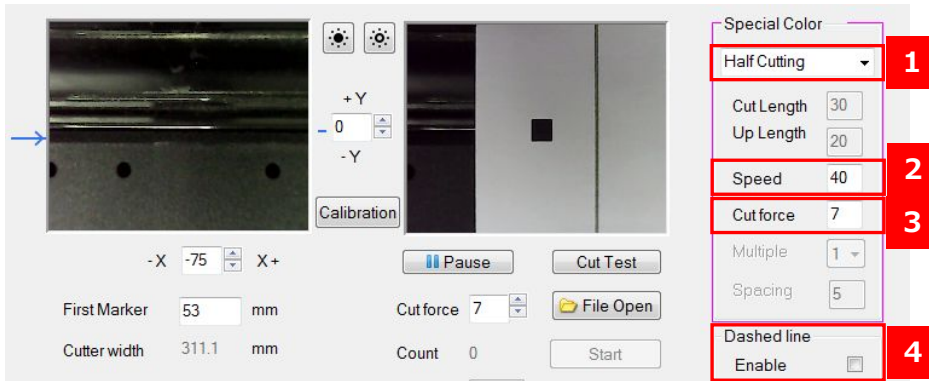 Special Color
Half Cutting
1
Cut Length 30
Up Length 20
Speed 40
2
Cut force 7
3
Multiple 1
Spacing 5
Dashed line
Enable
4
+ Y
0
- Y
Calibration
- X -75 X +
First Marker 53 mm
Cutter width 311.1 mm
Pause
Cut Test
Cut force 7
File Open
Count 0
Start